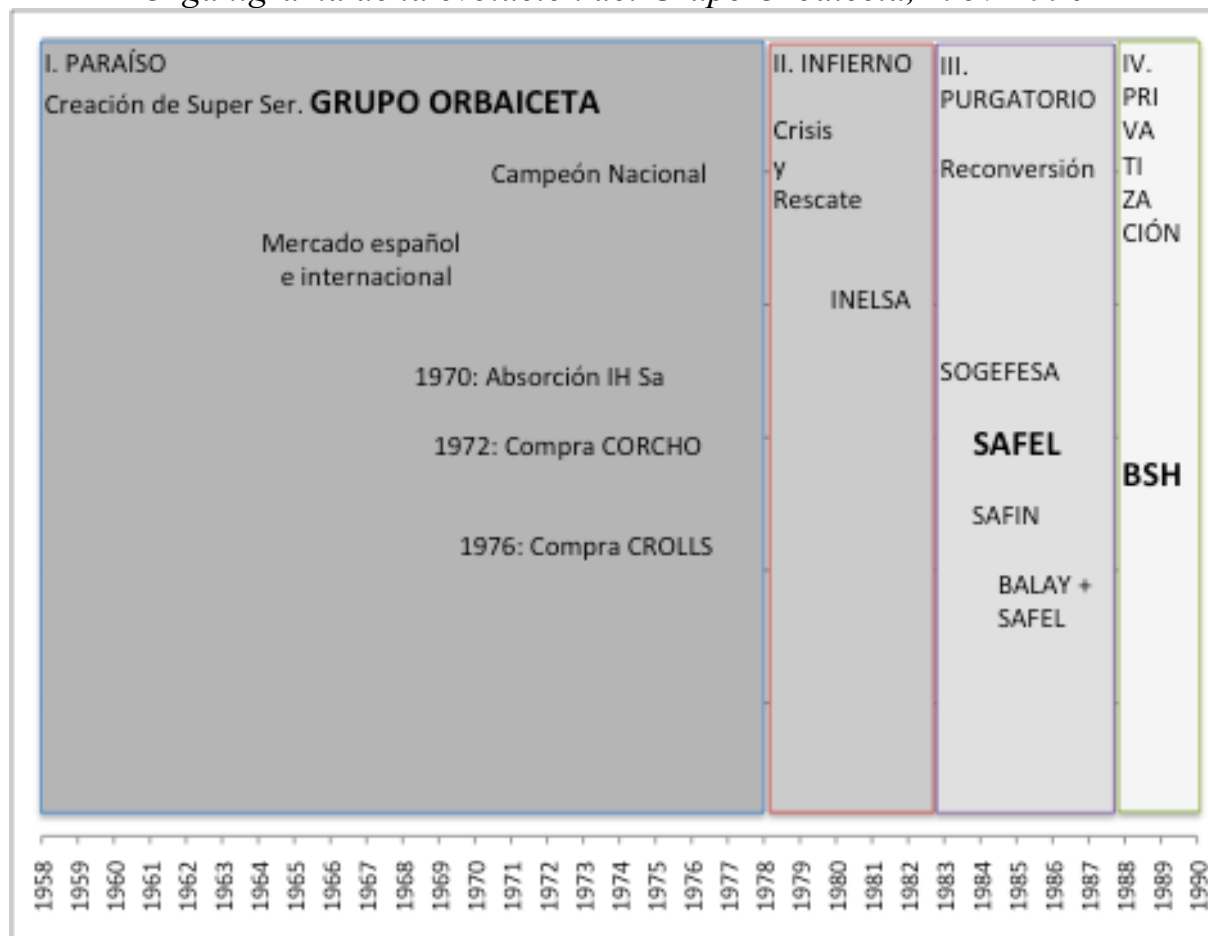 I. PARAÍSO
Creación de Super Ser. GRUPO ORBAICETA
Campeón Nacional
Mercado español
e internacional
1970: Absorción IH Sa
1972: Compra CORCHO
1976: Compra CROLLS
II. INFIERNO
Crisis
y
Rescate
INELSA
III.
PURGATORIO
Reconversión
SOGEFESA
SAFEL
SAFIN
BALAY +
SAFEL
IV.
PRI
VA
TI
ZA
CIÓN
BSH
1958
1959
1960
1961
1962
1963
1964
1965
1966
1967
1968
1969
1970
1971
1972
1973
1974
1975
1976
1977
1978
1979
1980
1981
1982
1983
1984
1985
1986
1987
1988
1989
1990